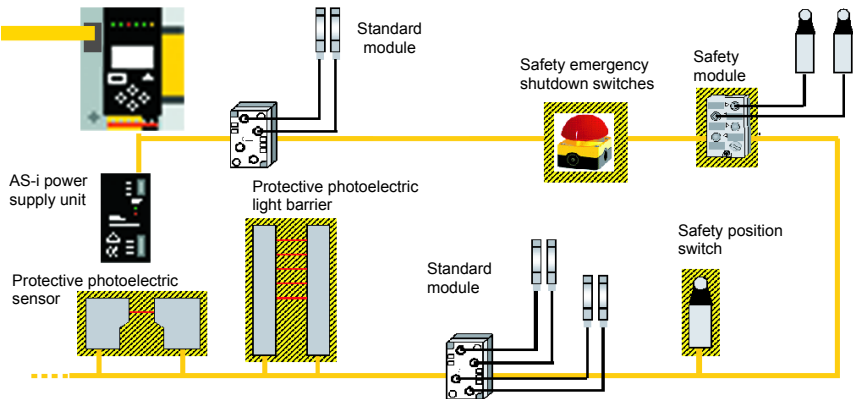 Standard
module
Safety emergency
shutdown switches
Safety
module
AS-i power
supply unit
Protective photoelectric
light barrier
Safety position
switch
Protective photoelectric
sensor
Standard
module